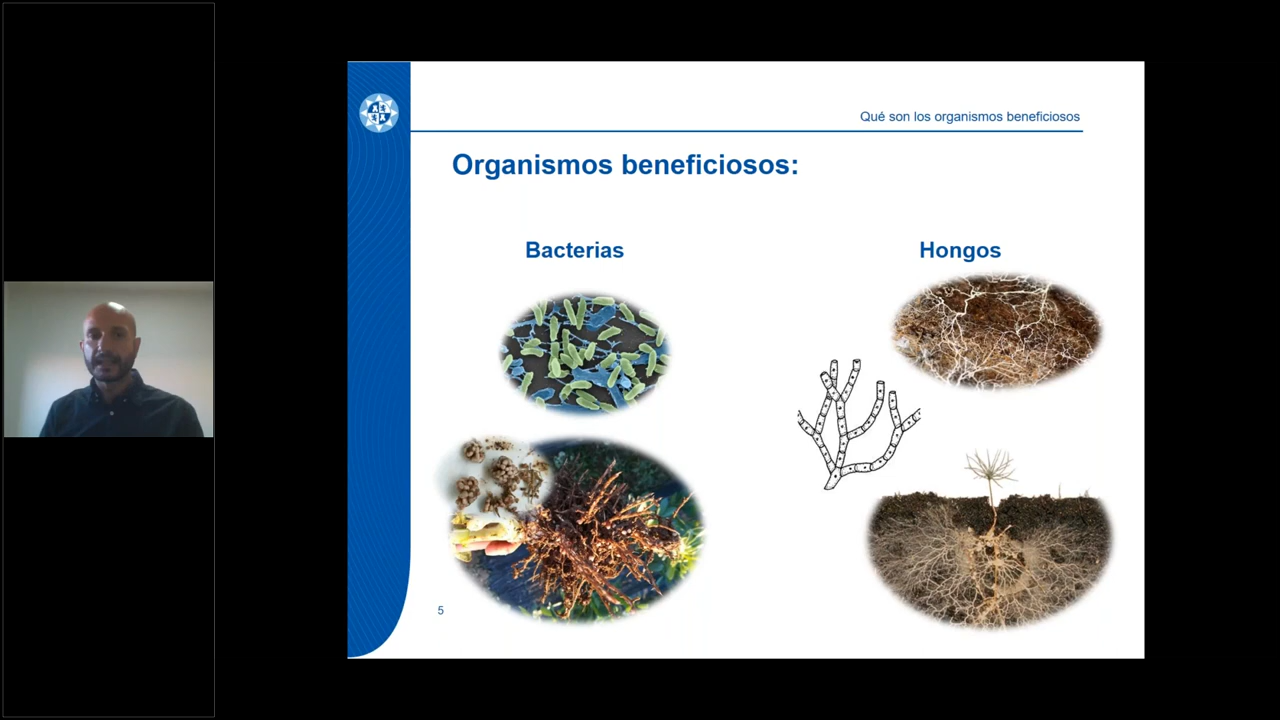 Qué son los organismos beneficiosos
Organismos beneficiosos:
Bacterias
Hongos
5